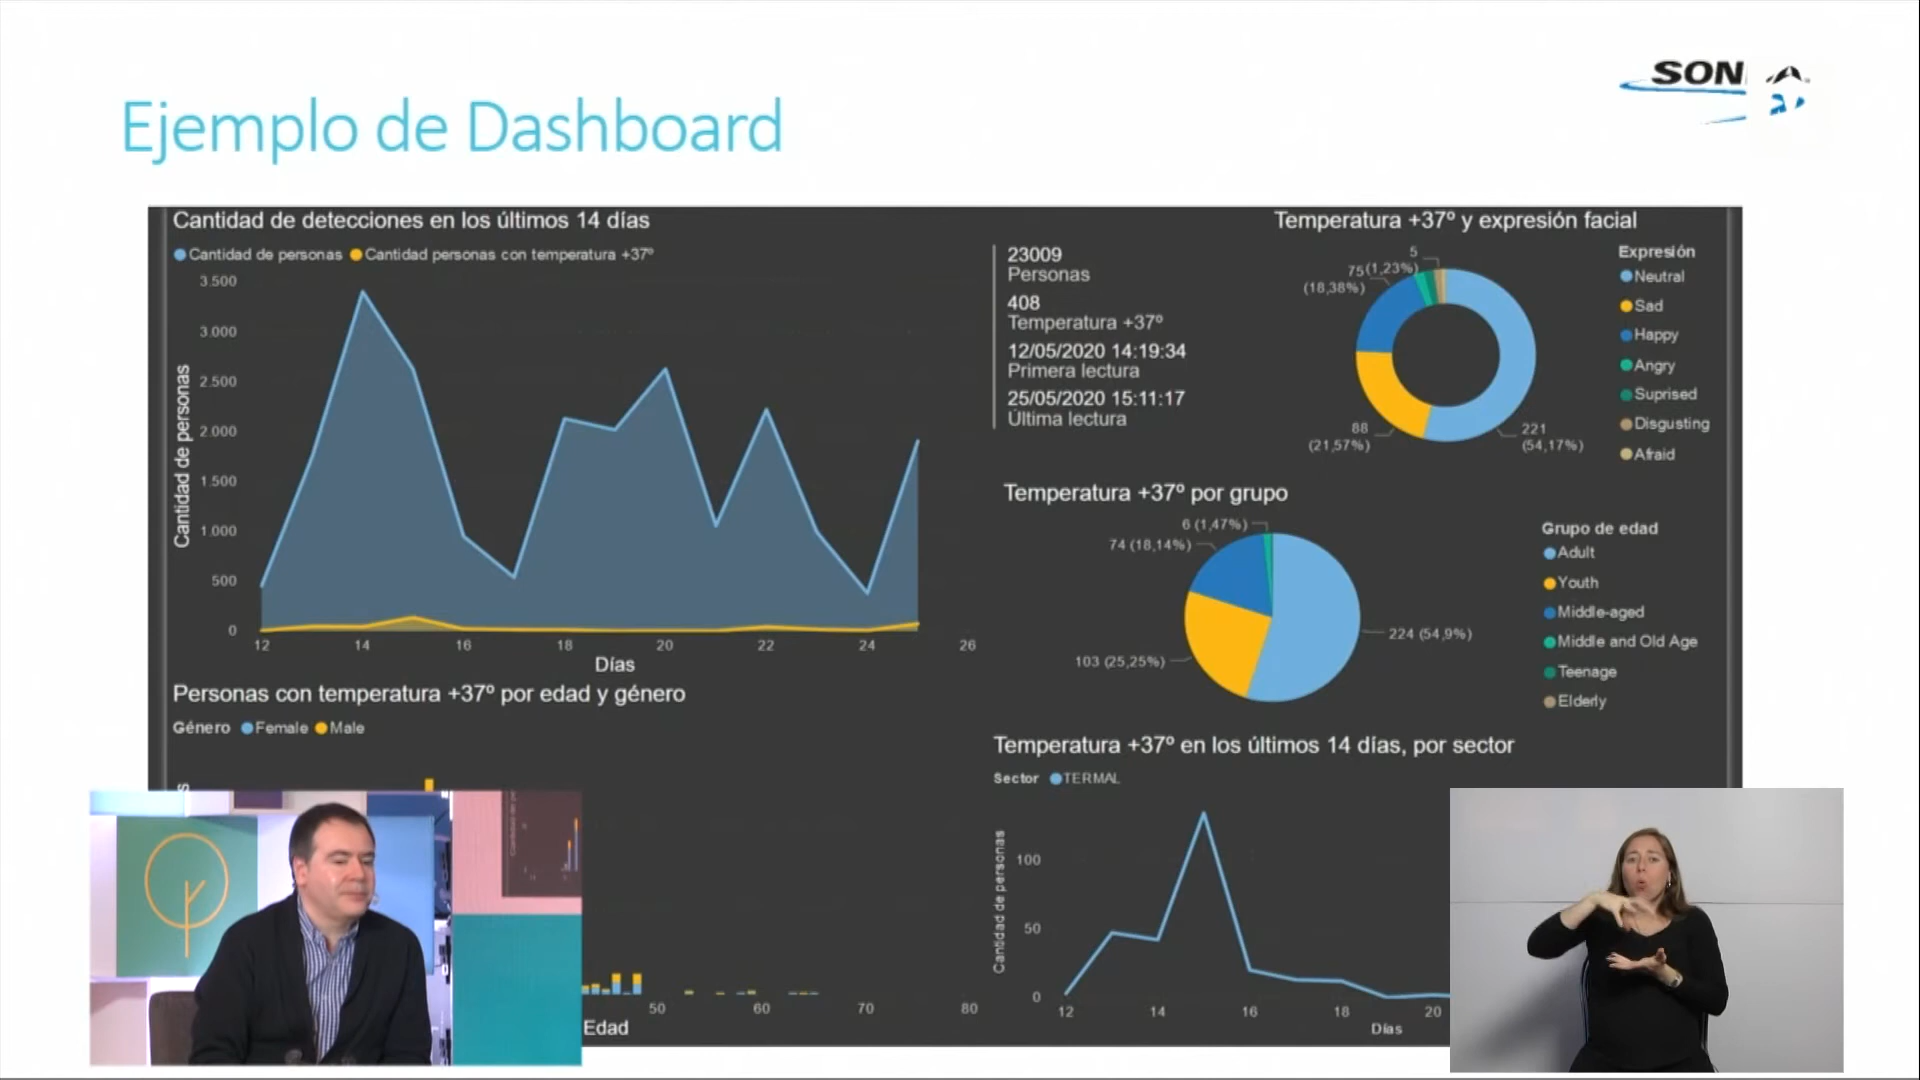 Ejemplo de Dashboard
SON
Cantidad de detecciones en los últimos 14 días
Cantidad de personas Cantidad personas con temperatura +37º
Cantidad de personas
3.500
3.000
2.500
2.000
1.500
1.000
500
0
12 14 16 18 20 22 24 26
Días
23009
Personas
408
Temperatura +37º
12/05/2020 14:19:34
Primera lectura
25/05/2020 15:11:17
Última lectura
Temperatura +37º y expresión facial
5
(1,23%)
75
(18,38%)
88
(21,57%)
221
(54,17%)
Expresión
Neutral
Sad
Happy
Angry
Suprised
Disgusting
Afraid
Temperatura +37º por grupo
6 (1,47%)
74 (18,14%)
103 (25,25%)
224 (54,9%)
Grupo de edad
Adult
Youth
Middle-aged
Middle and Old Age
Teenage
Elderly
Personas con temperatura +37º por edad y género
Género Female Male
50 60 70 80
Edad
Temperatura +37º en los últimos 14 días, por sector
Sector TERMAL
Cantidad de personas
100
50
0
12 14 16 18 20
Días